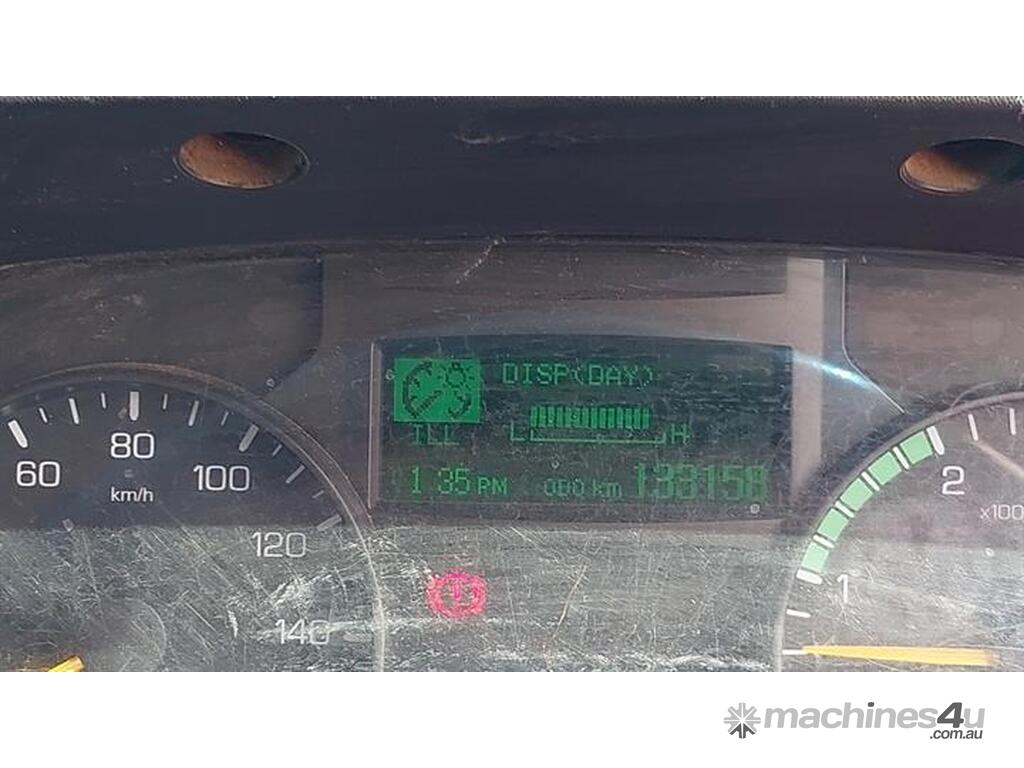 DISP(DAY)
ILL
L H
1 35 PM ODO km 133158
60
80
100
120
140
km/h
2
1
x100
machines4u
.com.au